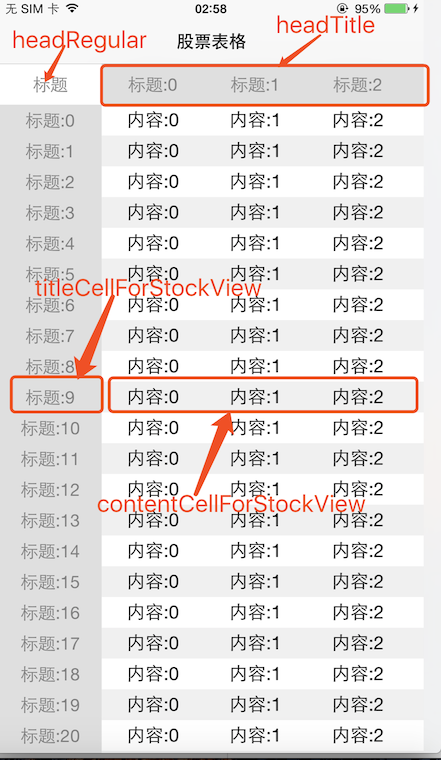 无 SIM 卡 02:58 95%
headRegular 股票表格 headTitle
标题 标题:0 标题:1 标题:2
标题:0 内容:0 内容:1 内容:2
标题:1 内容:0 内容:1 内容:2
标题:2 内容:0 内容:1 内容:2
标题:3 内容:0 内容:1 内容:2
标题:4 内容:0 内容:1 内容:2
标题:5 内容:0 内容:1 内容:2
titleCellForStockView
标题:6 内容:0 内容:1 内容:2
标题:7 内容:0 内容:1 内容:2
标题:8 内容:0 内容:1 内容:2
标题:9 内容:0 内容:1 内容:2
标题:10 内容:0 内容:1 内容:2
标题:11 内容:0 内容:1 内容:2
标题:12 内容:0 内容:1 内容:2
contentCellForStockView
标题:13 内容:0 内容:1 内容:2
标题:14 内容:0 内容:1 内容:2
标题:15 内容:0 内容:1 内容:2
标题:16 内容:0 内容:1 内容:2
标题:17 内容:0 内容:1 内容:2
标题:18 内容:0 内容:1 内容:2
标题:19 内容:0 内容:1 内容:2
标题:20 内容:0 内容:1 内容:2